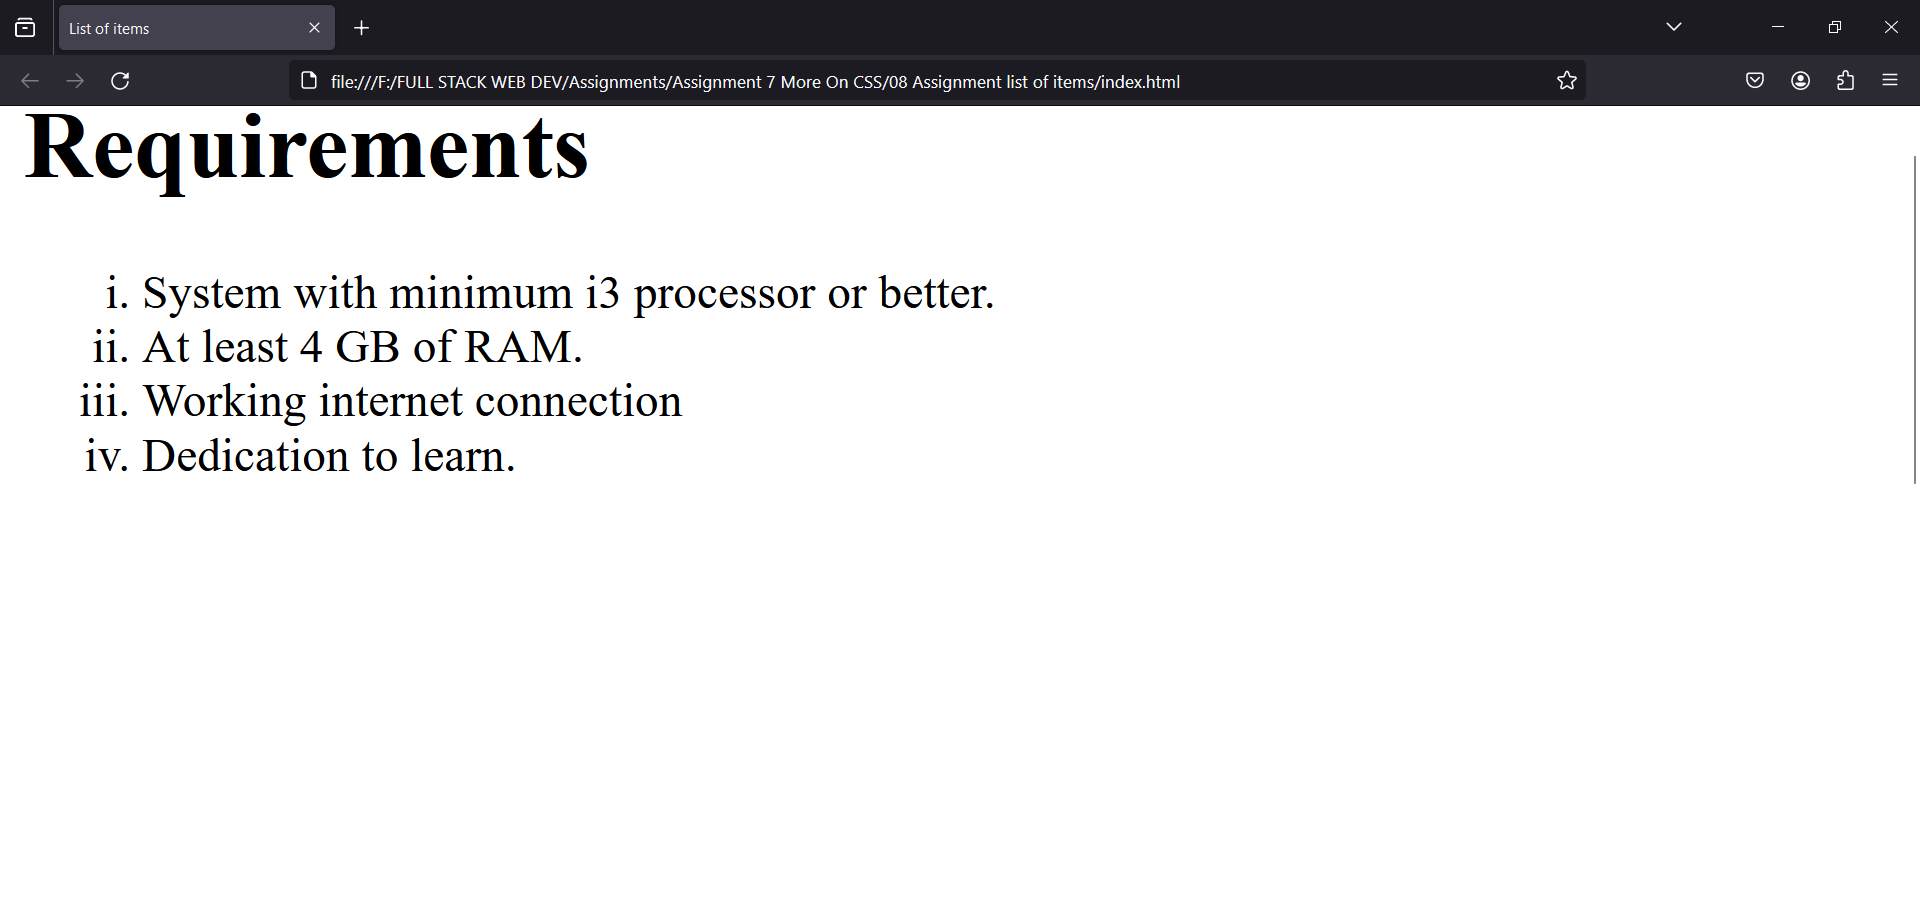 List of items
file:///F:/FULL STACK WEB DEV/Assignments/Assignment 7 More On CSS/08 Assignment list of items/index.html
Requirements
i. System with minimum i3 processor or better.
ii. At least 4 GB of RAM.
iii. Working internet connection
iv. Dedication to learn.